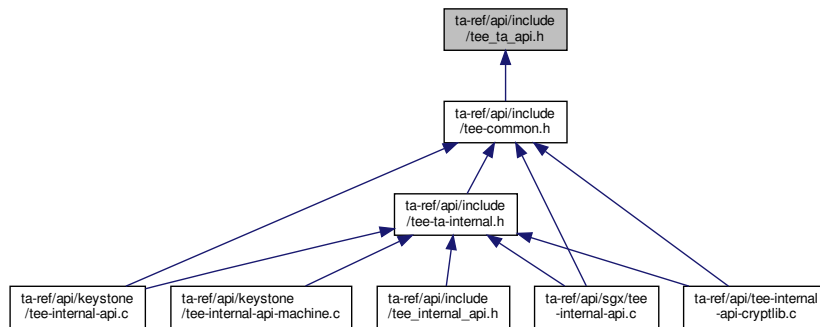 ta-ref/api/include
/tee_ta_api.h
ta-ref/api/include
/tee-common.h
ta-ref/api/include
/tee-ta-internal.h
ta-ref/api/keystone
/tee-internal-api.c
ta-ref/api/keystone
/tee-internal-api-machine.c
ta-ref/api/include
/tee_internal_api.h
ta-ref/api/sgx/tee
-internal-api.c
ta-ref/api/tee-internal
-api-cryptlib.c